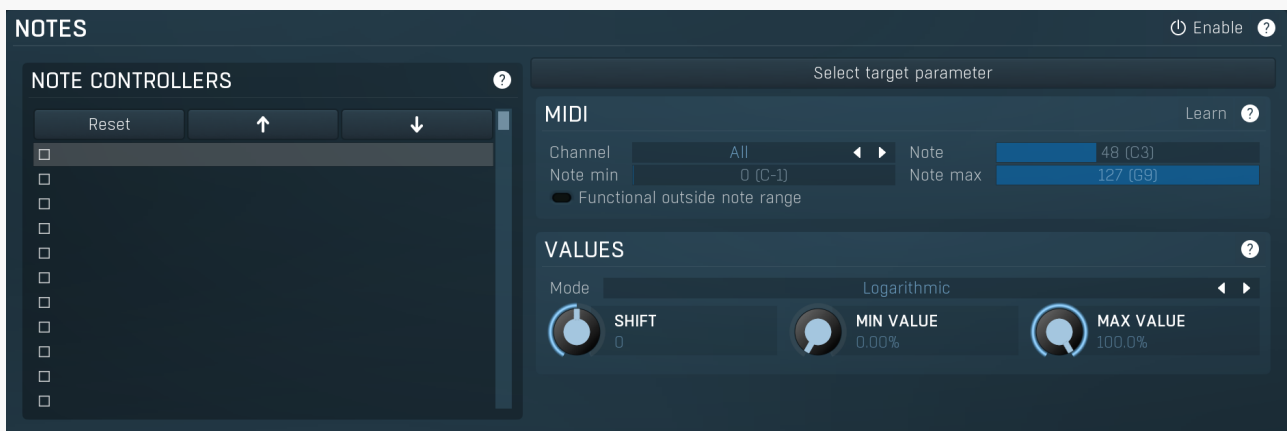 NOTES
Enable ?
NOTE CONTROLLERS ?
Reset
Select target parameter
MIDI
Learn ?
Channel All Note 48 (C3)
Note min 0 (C-1) Note max 127 (G9)
Functional outside note range
VALUES ?
Mode Logarithmic
SHIFT
0
MIN VALUE
0.00%
MAX VALUE
100.0%